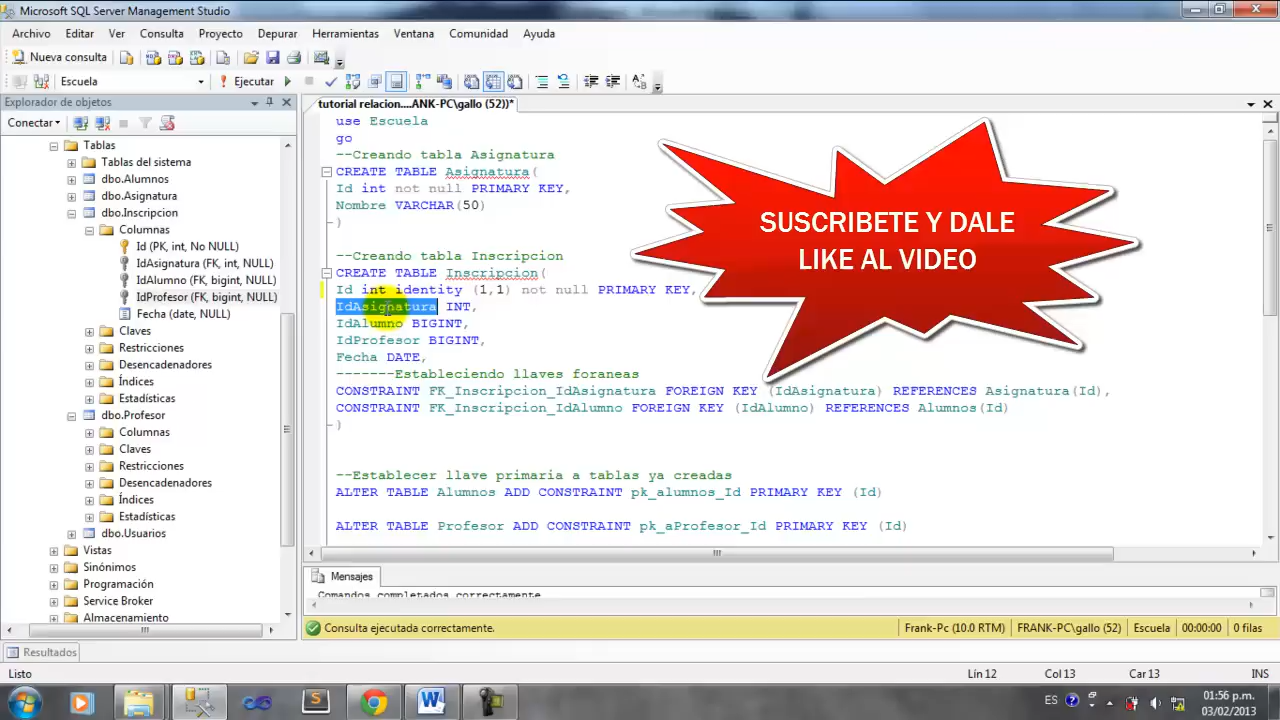 Microsoft SQL Server Management Studio
Archivo Editar Ver Consulta Proyecto Depurar Herramientas Ventana Comunidad Ayuda
Nueva consulta
Escuela
Ejecutar
Explorador de objetos
Conectar
Tablas
Tablas del sistema
dbo.Alumnos
dbo.Asignatura
dbo.Inscripcion
Columnas
Id (PK, int, No NULL)
IdAsignatura (FK, int, NULL)
IdAlumno (FK, bigint, NULL)
IdProfesor (FK, bigint, NULL)
Fecha (date, NULL)
Claves
Restricciones
Desencadenadores
Índices
Estadísticas
dbo.Profesor
Columnas
Claves
Restricciones
Desencadenadores
Índices
Estadísticas
dbo.Usuarios
Vistas
Sinónimos
Programación
Service Broker
Almacenamiento
tutorial relacion....ANK-PC\gallo (52))*
use Escuela
go
--Creando tabla Asignatura
CREATE TABLE Asignatura(
Id int not null PRIMARY KEY,
Nombre VARCHAR(50)
)
--Creando tabla Inscripcion
CREATE TABLE Inscripcion(
Id int identity (1,1) not null PRIMARY KEY,
IdAsignatura INT,
IdAlumno BIGINT,
IdProfesor BIGINT,
Fecha DATE,
-------Estableciendo llaves foraneas
CONSTRAINT FK_Inscripcion_IdAsignatura FOREIGN KEY (IdAsignatura) REFERENCES Asignatura(Id),
CONSTRAINT FK_Inscripcion_IdAlumno FOREIGN KEY (IdAlumno) REFERENCES Alumnos(Id)
)
--Establecer llave primaria a tablas ya creadas
ALTER TABLE Alumnos ADD CONSTRAINT pk_alumnos_Id PRIMARY KEY (Id)
ALTER TABLE Profesor ADD CONSTRAINT pk_aProfesor_Id PRIMARY KEY (Id)
SUSCRIBETE Y DALE
LIKE AL VIDEO
Mensajes
Comandos completados correctamente.
Consulta ejecutada correctamente.
Frank-Pc (10.0 RTM) FRANK-PC\gallo (52) Escuela 00:00:00 0 filas
Resultados
Listo
Lín 12 Col 13 Car 13 INS
ES
01:56 p.m.
03/02/2013